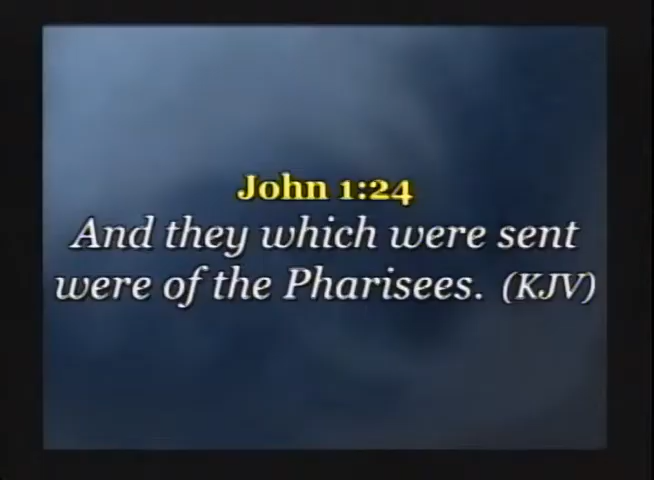 John 1:24
And they which were sent
were of the Pharisees. (KJV)